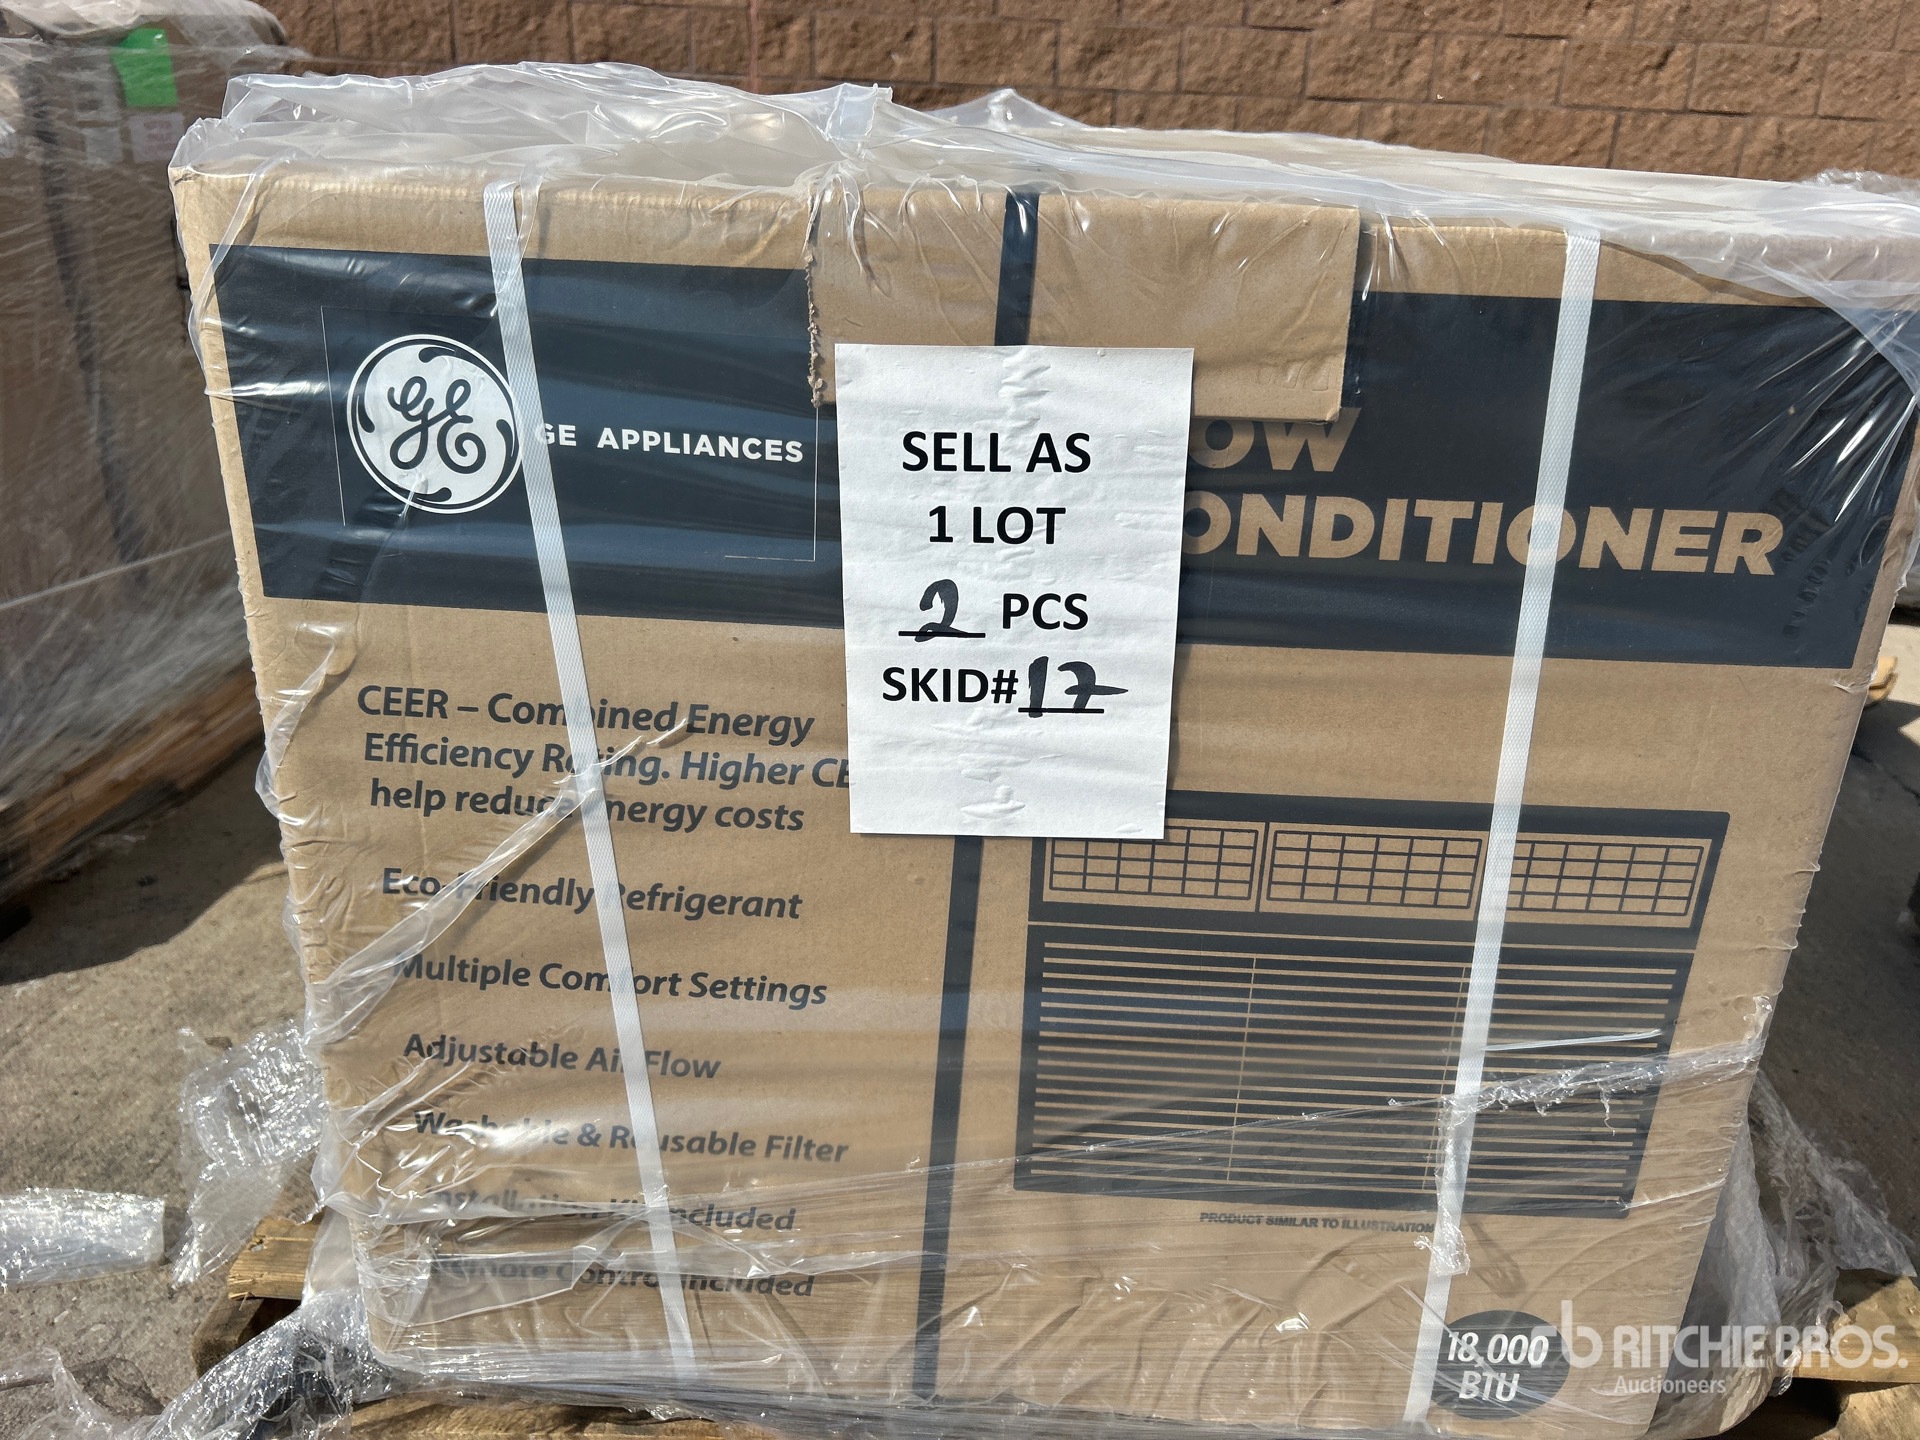 GE
GE APPLIANCES
OW
ONDITIONER
SELL AS
1 LOT
2 PCS
SKID# 17
CEER – Combined Energy
Efficiency Rating. Higher CE
help reduce energy costs
Eco-Friendly Refrigerant
Multiple Comfort Settings
Adjustable Air Flow
Washable & Reusable Filter
Installation Kit Included
Remote Control Included
PRODUCT SIMILAR TO ILLUSTRATION
18,000
BTU
RITCHIE BROS.
Auctioneers